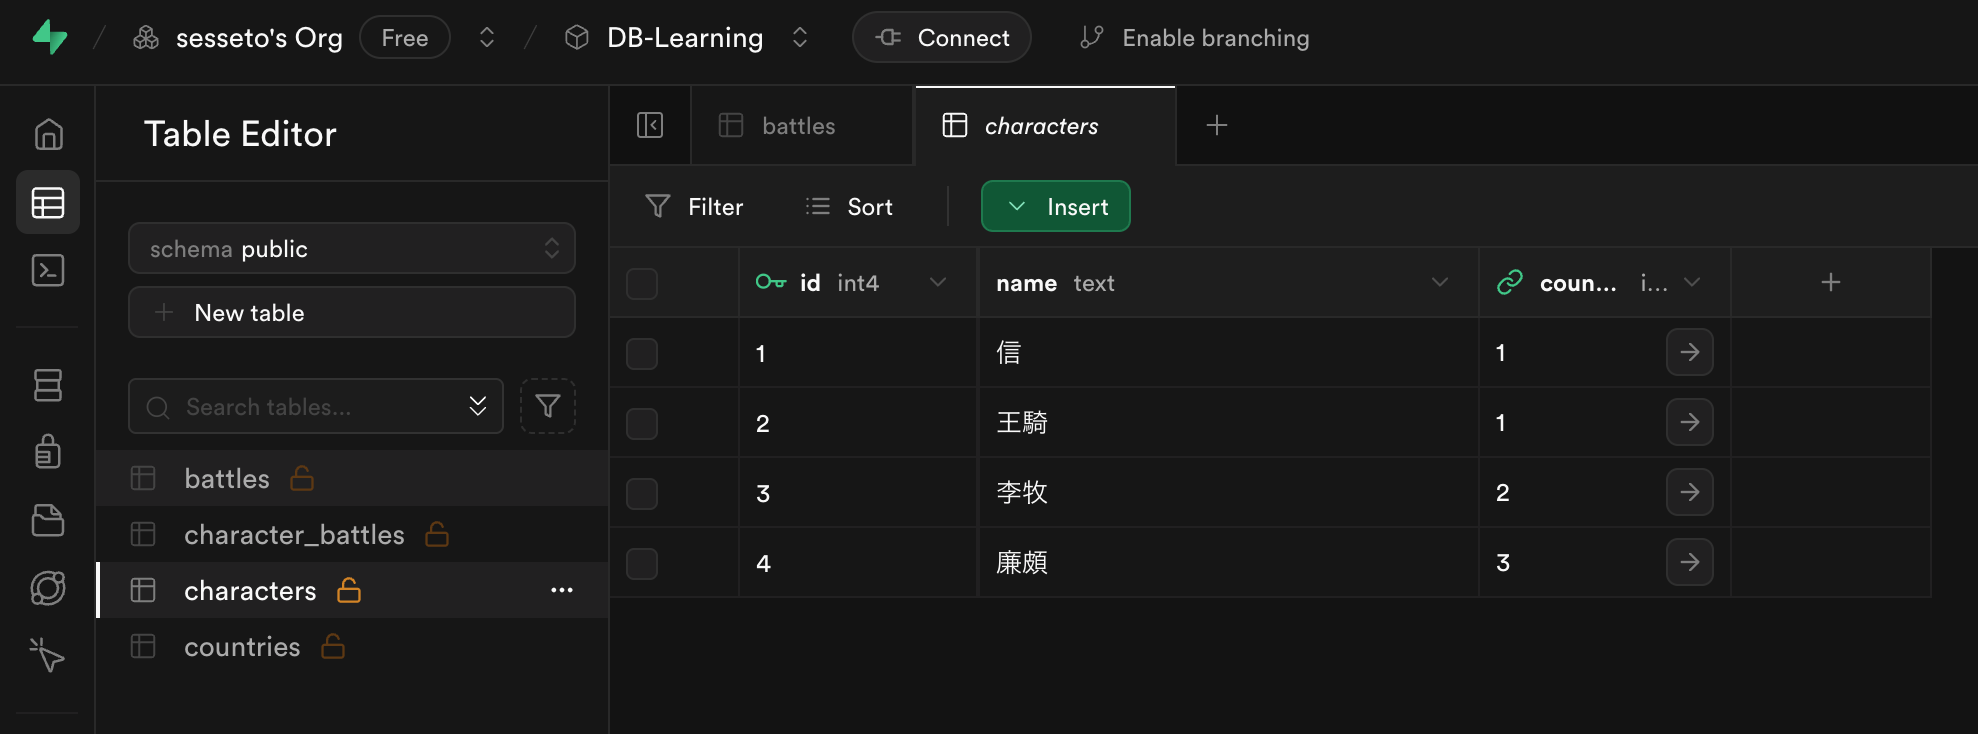 sesseto's Org Free DB-Learning Connect Enable branching
Table Editor
battles characters
schema public
New table
Search tables...
battles
character_battles
characters
countries
Filter Sort Insert
id int4 name text coun... i...
1 信 1
2 王騎 1
3 李牧 2
4 廉頗 3